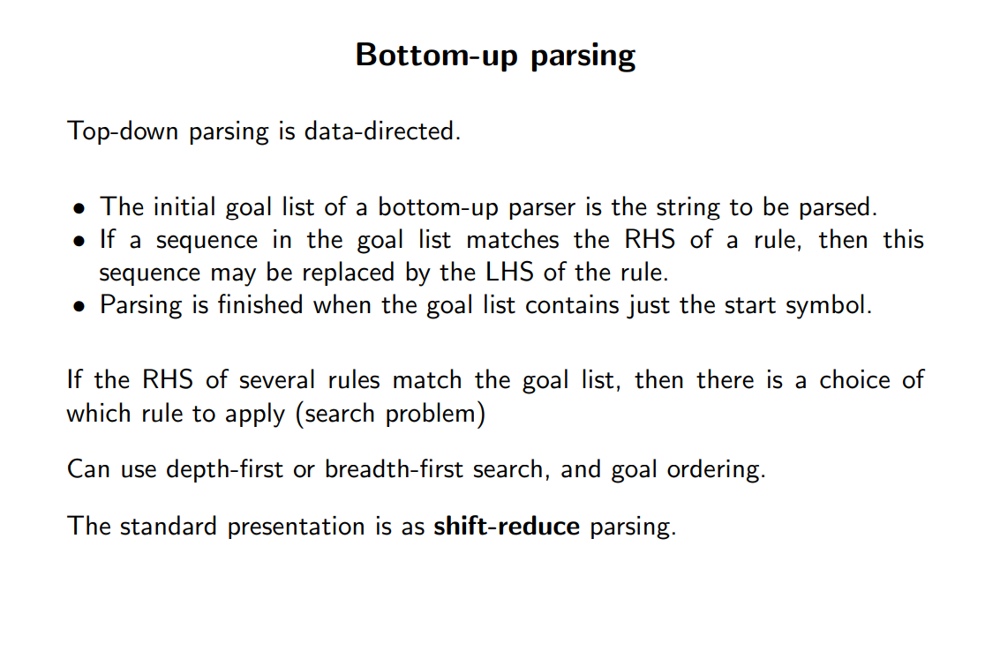 Bottom-up parsing
Top-down parsing is data-directed.
• The initial goal list of a bottom-up parser is the string to be parsed.
• If a sequence in the goal list matches the RHS of a rule, then this
sequence may be replaced by the LHS of the rule.
• Parsing is finished when the goal list contains just the start symbol.
If the RHS of several rules match the goal list, then there is a choice of
which rule to apply (search problem)
Can use depth-first or breadth-first search, and goal ordering.
The standard presentation is as shift-reduce parsing.